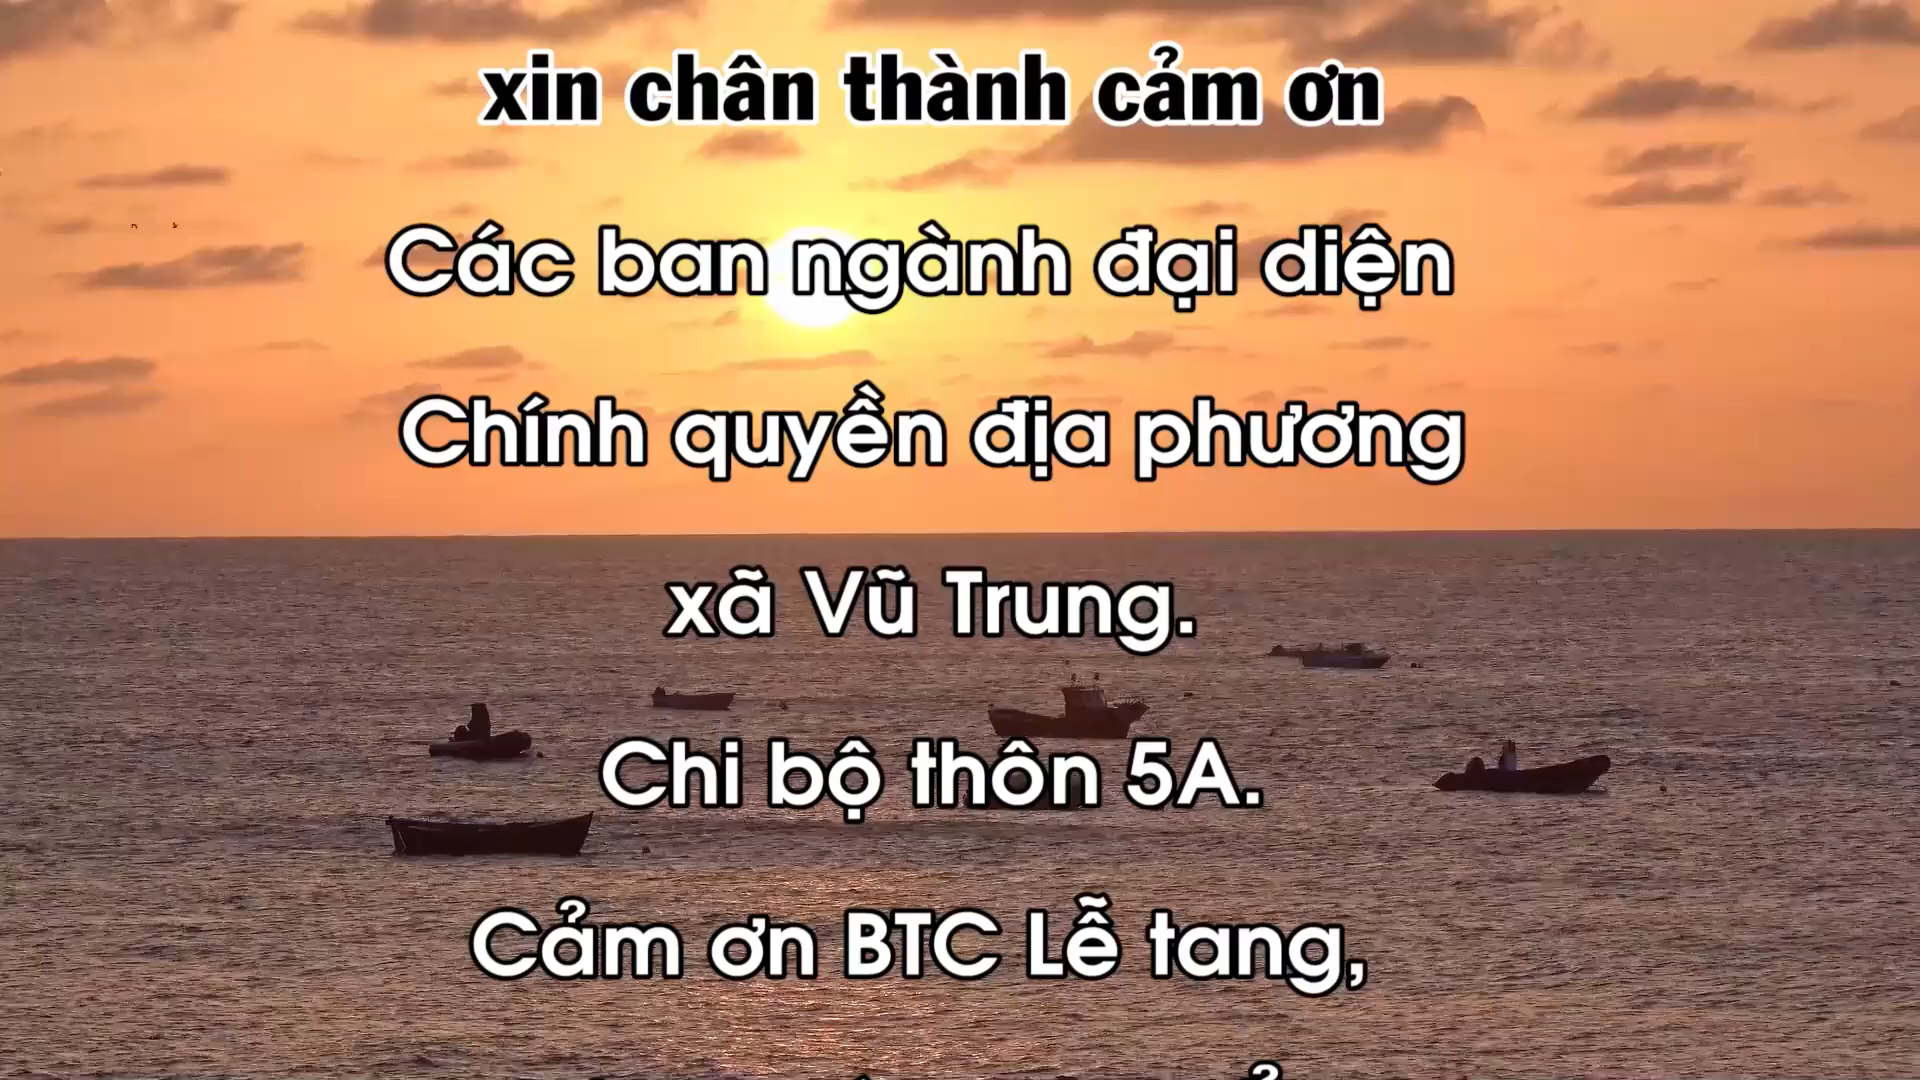 xin chân thành cảm ơn
Các ban ngành đại diện
Chính quyền địa phương
xã Vũ Trung.
Chi bộ thôn 5A.
Cảm ơn BTC Lễ tang,